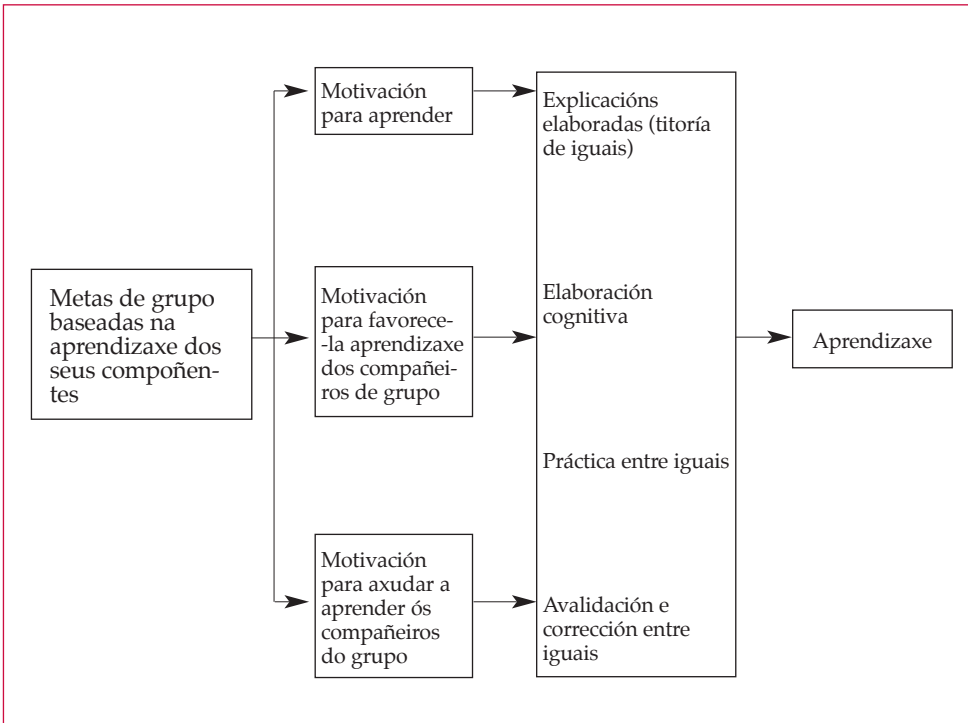 Metas de grupo
baseadas na
aprendizaxe dos
seus compoñen-
tes
Motivación
para aprender
Motivación
para favorece-
-la aprendizaxe
dos compañei-
ros de grupo
Motivación
para axudar a
aprender ós
compañeiros
do grupo
Explicacións
elaboradas (titoría
de iguais)
Elaboración
cognitiva
Práctica entre iguais
Avalidación e
corrección entre
iguais
Aprendizaxe